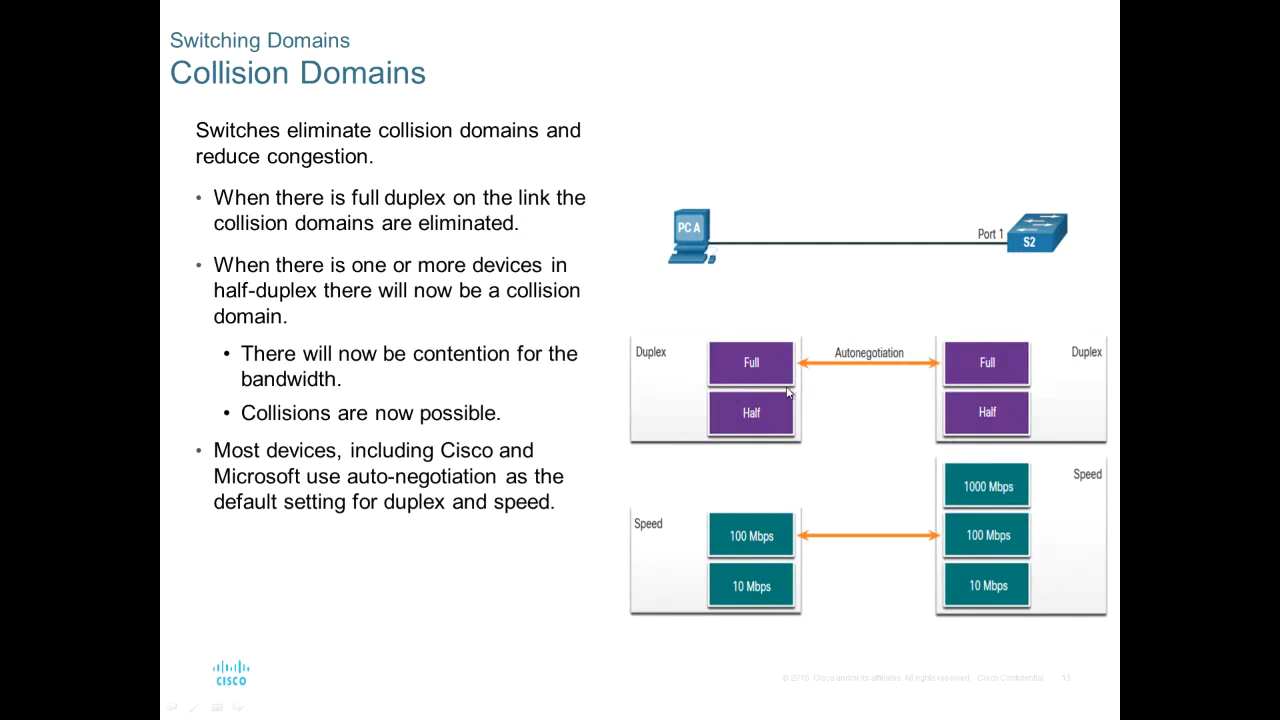 Switching Domains
Collision Domains
Switches eliminate collision domains and
reduce congestion.
• When there is full duplex on the link the
collision domains are eliminated.
• When there is one or more devices in
half-duplex there will now be a collision
domain.
• There will now be contention for the
bandwidth.
• Collisions are now possible.
• Most devices, including Cisco and
Microsoft use auto-negotiation as the
default setting for duplex and speed.
PC A
Port 1
S2
Duplex
Full
Autonegotiation
Full
Duplex
Half
Half
1000 Mbps
Speed
Speed
100 Mbps
100 Mbps
10 Mbps
10 Mbps
CISCO
© 2016 Cisco and/or its affiliates. All rights reserved. Cisco Confidential 13